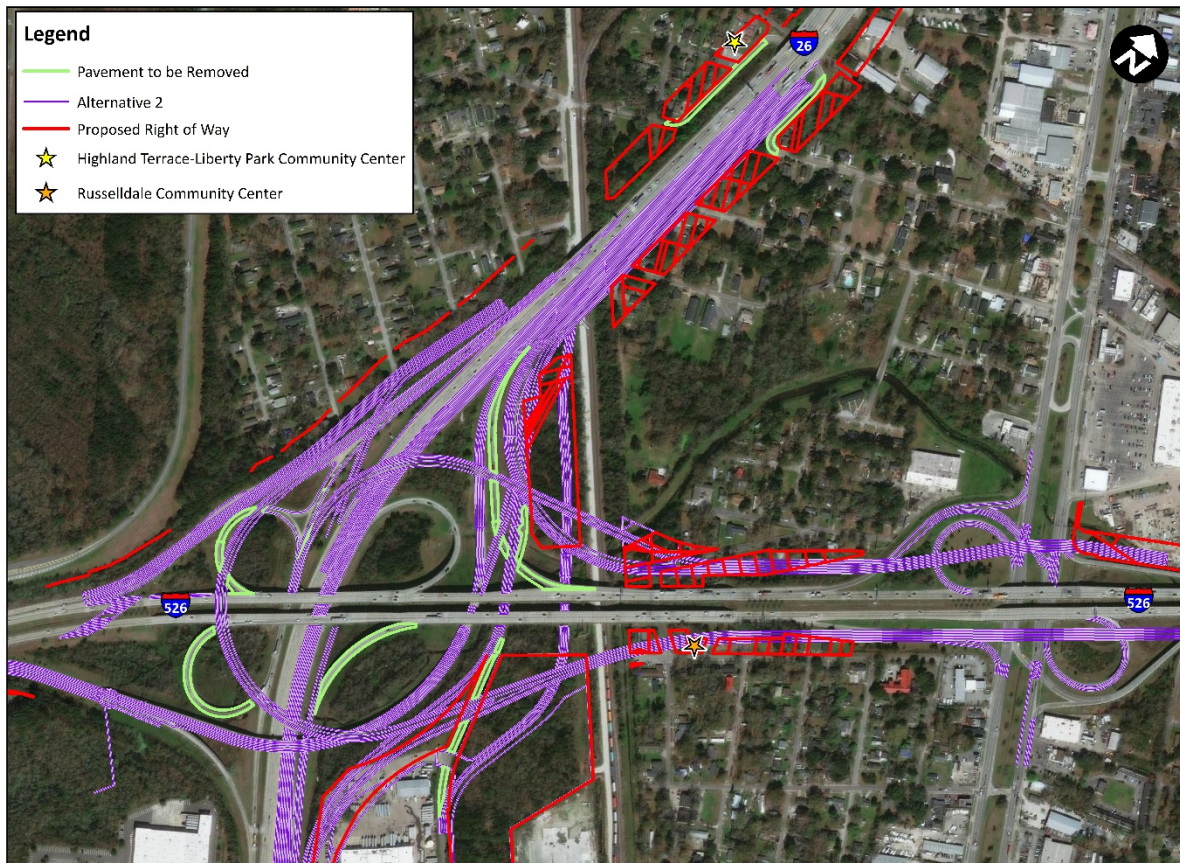 Legend
Pavement to be Removed
Alternative 2
Proposed Right of Way
Highland Terrace-Liberty Park Community Center
Russelldale Community Center
26
N
526
526